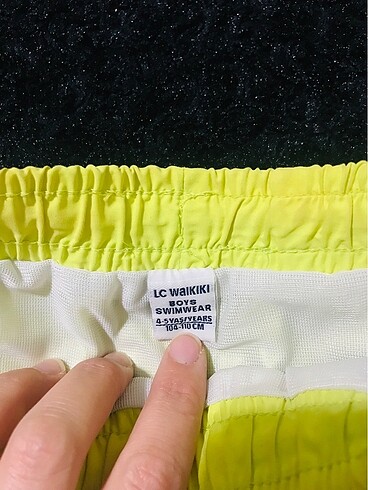 LC WAIKIKI
BOYS
SWIMWEAR
4-5 YAŞ/YEARS
104-110 CM